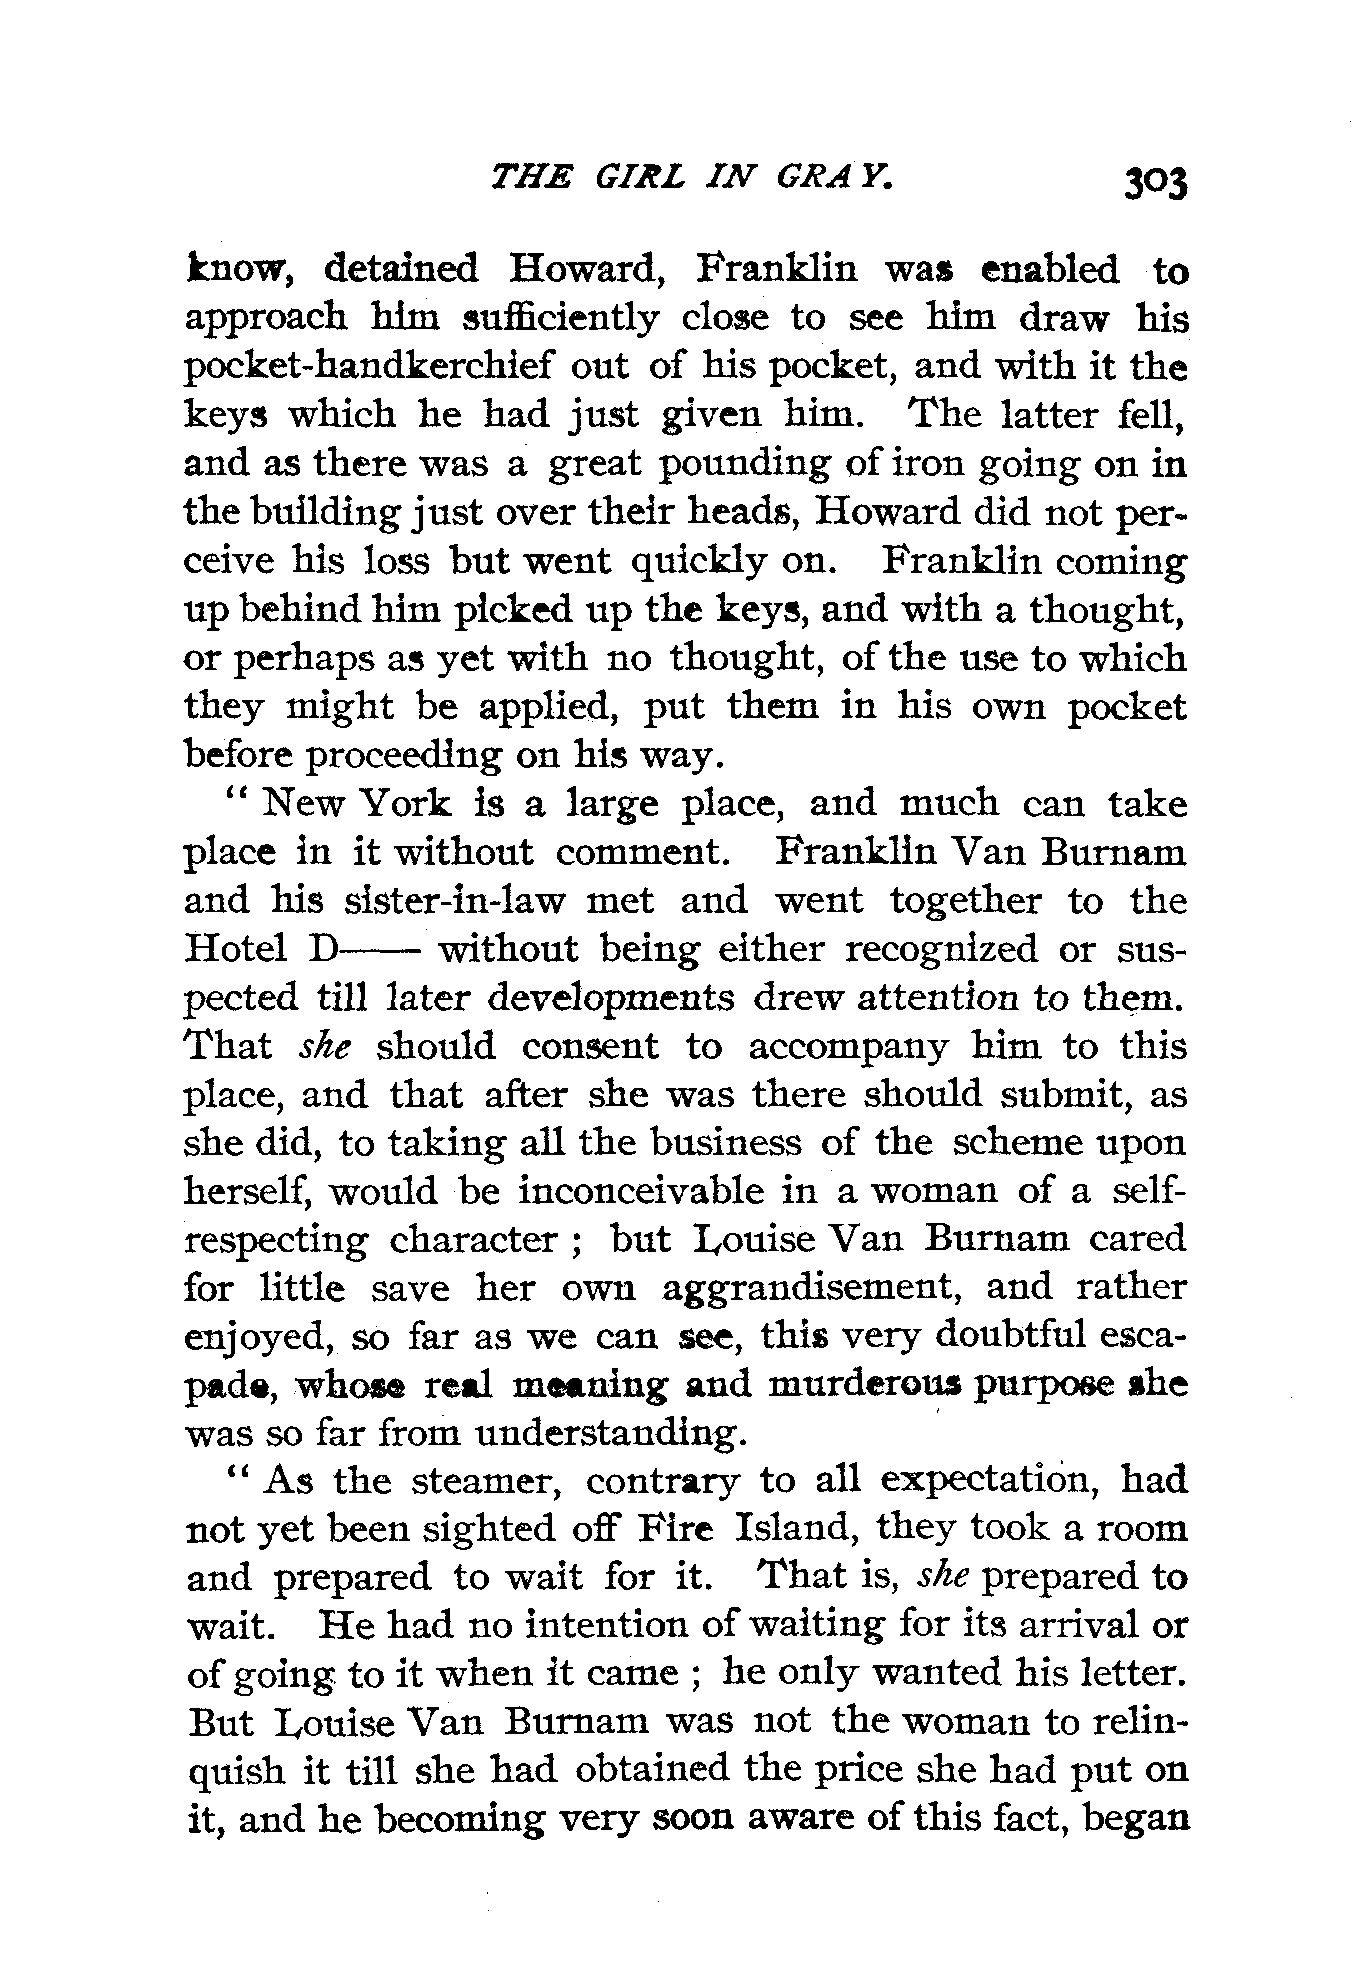 THE GIRL IN GRAY. 303
know, detained Howard, Franklin was enabled to
approach him sufficiently close to see him draw his
pocket-handkerchief out of his pocket, and with it the
keys which he had just given him. The latter fell,
and as there was a great pounding of iron going on in
the building just over their heads, Howard did not per-
ceive his loss but went quickly on. Franklin coming
up behind him picked up the keys, and with a thought,
or perhaps as yet with no thought, of the use to which
they might be applied, put them in his own pocket
before proceeding on his way.
“ New York is a large place, and much can take
place in it without comment. Franklin Van Burnam
and his sister-in-law met and went together to the
Hotel D—— without being either recognized or sus-
pected till later developments drew attention to them.
That she should consent to accompany him to this
place, and that after she was there should submit, as
she did, to taking all the business of the scheme upon
herself, would be inconceivable in a woman of a self-
respecting character ; but Louise Van Burnam cared
for little save her own aggrandisement, and rather
enjoyed, so far as we can see, this very doubtful esca-
pade, whose real meaning and murderous purpose she
was so far from understanding.
“ As the steamer, contrary to all expectation, had
not yet been sighted off Fire Island, they took a room
and prepared to wait for it. That is, she prepared to
wait. He had no intention of waiting for its arrival or
of going to it when it came ; he only wanted his letter.
But Louise Van Burnam was not the woman to relin-
quish it till she had obtained the price she had put on
it, and he becoming very soon aware of this fact, began